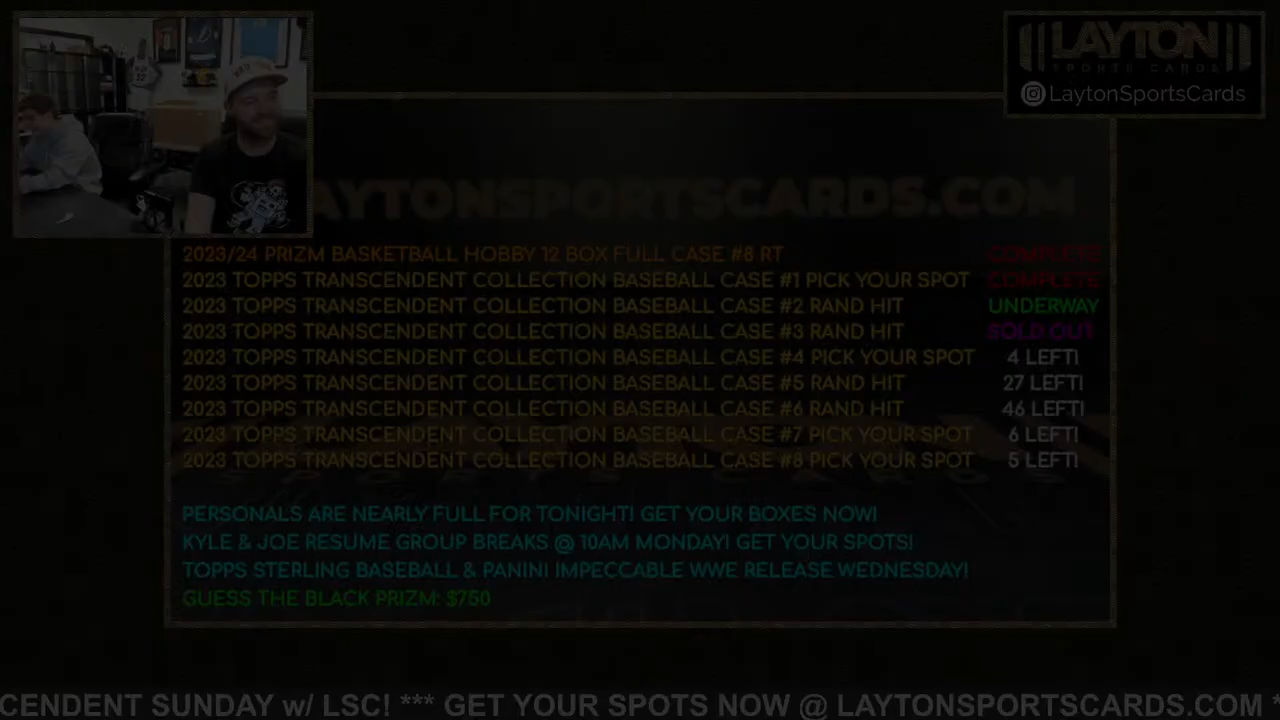 LAYTON
SPORTS CARDS
LaytonSportsCards
LAYTONSPORTSCARDS.COM
2023/24 PRIZM BASKETBALL HOBBY 12 BOX FULL CASE #8 RT COMPLETE
2023 TOPPS TRANSCENDENT COLLECTION BASEBALL CASE #1 PICK YOUR SPOT COMPLETE
2023 TOPPS TRANSCENDENT COLLECTION BASEBALL CASE #2 RAND HIT UNDERWAY
2023 TOPPS TRANSCENDENT COLLECTION BASEBALL CASE #3 RAND HIT SOLD OUT
2023 TOPPS TRANSCENDENT COLLECTION BASEBALL CASE #4 PICK YOUR SPOT 4 LEFT!
2023 TOPPS TRANSCENDENT COLLECTION BASEBALL CASE #5 RAND HIT 27 LEFT!
2023 TOPPS TRANSCENDENT COLLECTION BASEBALL CASE #6 RAND HIT 46 LEFT!
2023 TOPPS TRANSCENDENT COLLECTION BASEBALL CASE #7 PICK YOUR SPOT 6 LEFT!
2023 TOPPS TRANSCENDENT COLLECTION BASEBALL CASE #8 PICK YOUR SPOT 5 LEFT!
PERSONALS ARE NEARLY FULL FOR TONIGHT! GET YOUR BOXES NOW!
KYLE & JOE RESUME GROUP BREAKS @ 10AM MONDAY! GET YOUR SPOTS!
TOPPS STERLING BASEBALL & PANINI IMPECCABLE WWE RELEASE WEDNESDAY!
GUESS THE BLACK PRIZM: $750
CENDENT SUNDAY w/ LSC! *** GET YOUR SPOTS NOW @ LAYTONSPORTSCARDS.COM *